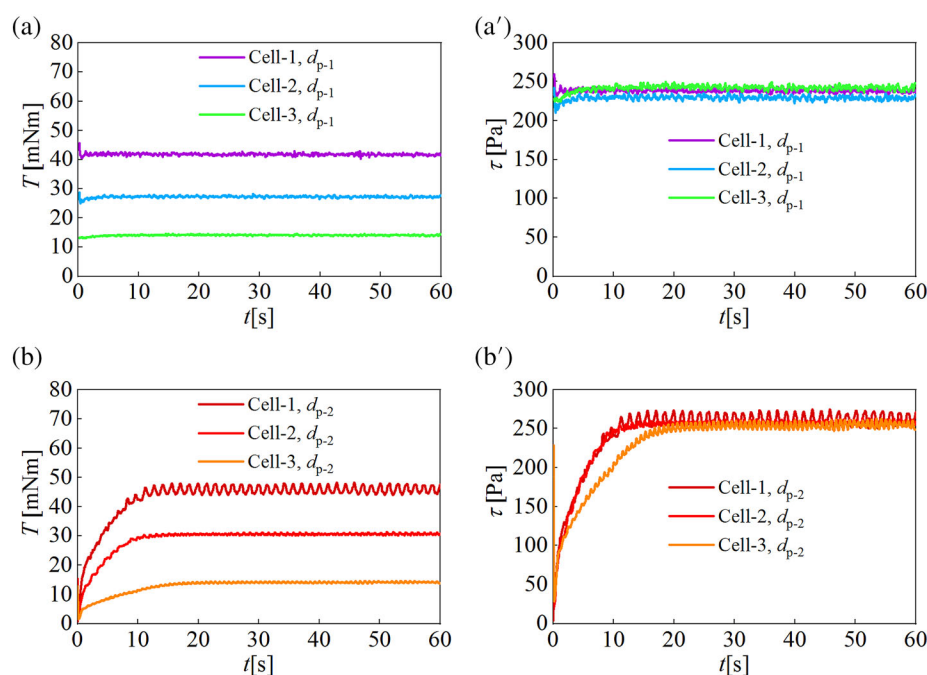 (a)
80
70
60
50
40
30
20
10
0
T [mNm]
Cell-1, dp-1
Cell-2, dp-1
Cell-3, dp-1
0 10 20 30 40 50 60
t[s]
(a′)
300
250
200
150
100
50
0
τ [Pa]
Cell-1, dp-1
Cell-2, dp-1
Cell-3, dp-1
0 10 20 30 40 50 60
t[s]
(b)
80
70
60
50
40
30
20
10
0
T [mNm]
Cell-1, dp-2
Cell-2, dp-2
Cell-3, dp-2
0 10 20 30 40 50 60
t[s]
(b′)
300
250
200
150
100
50
0
τ [Pa]
Cell-1, dp-2
Cell-2, dp-2
Cell-3, dp-2
0 10 20 30 40 50 60
t[s]